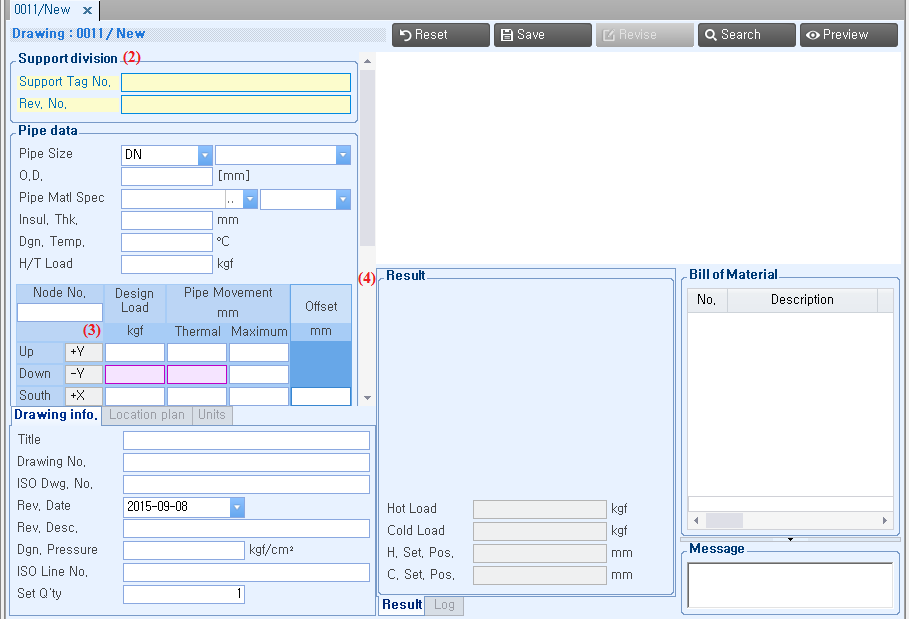 0011/New ×
Drawing : 0011 / New
Reset Save Revise Search Preview
Support division (2)
Support Tag No.
Rev. No.
Pipe data
Pipe Size DN
O.D. [mm]
Pipe Matl Spec ..
Insul. Thk. mm
Dgn. Temp. °C
H/T Load kgf
Node No. Design Load Pipe Movement mm Offset
(3) kgf Thermal Maximum mm
Up +Y
Down -Y
South +X
Drawing info. Location plan Units
Title
Drawing No.
ISO Dwg. No.
Rev. Date 2015-09-08
Rev. Desc.
Dgn. Pressure kgf/cm²
ISO Line No.
Set Q'ty 1
(4) Result
Hot Load kgf
Cold Load kgf
H. Set. Pos. mm
C. Set. Pos. mm
Result Log
Bill of Material
No. Description
Message